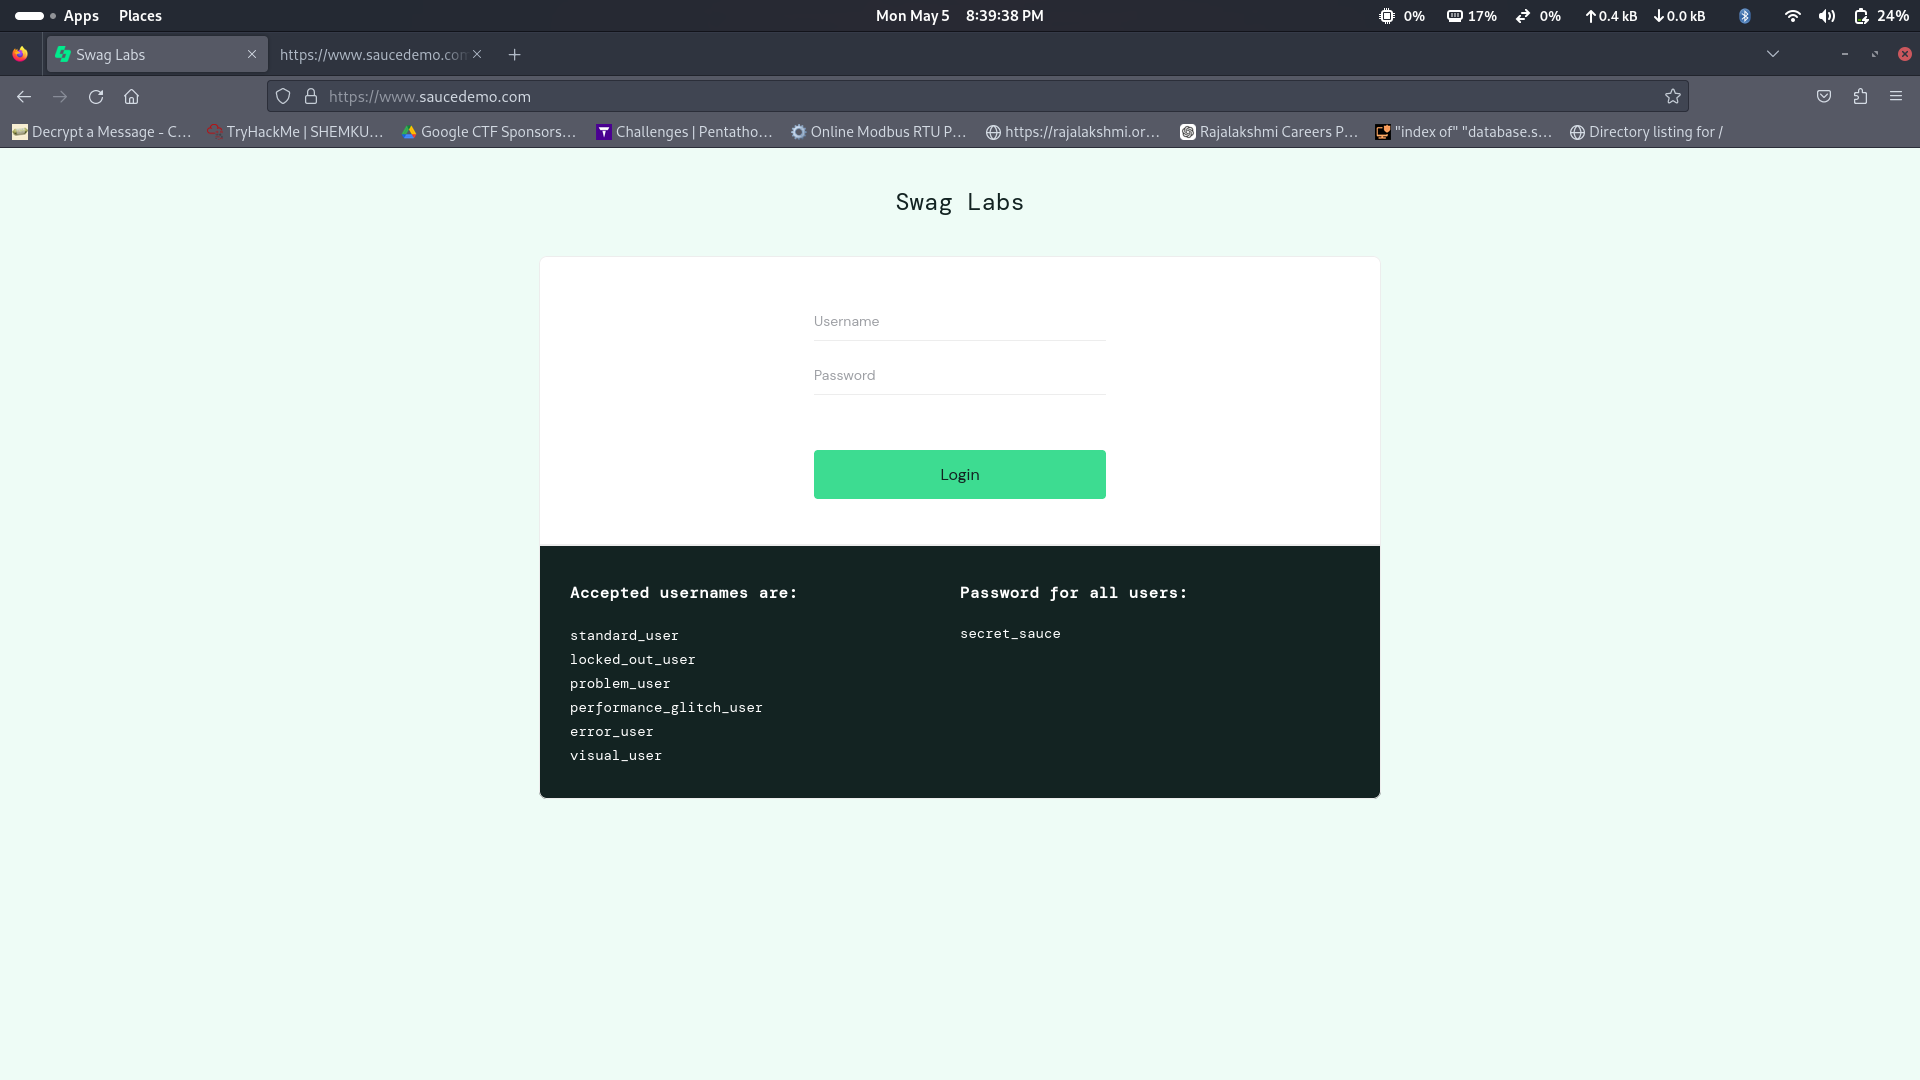 Apps Places Mon May 5 8:39:38 PM 0% 17% 0% 0.4 kB 0.0 kB 24%
Swag Labs https://www.saucedemo.com
https://www.saucedemo.com
Decrypt a Message - C… TryHackMe | SHEMKU… Google CTF Sponsors… Challenges | Pentatho… Online Modbus RTU P… https://rajalakshmi.or… Rajalakshmi Careers P… "index of" "database.s… Directory listing for /
Swag Labs
Username
Password
Login
Accepted usernames are:
standard_user
locked_out_user
problem_user
performance_glitch_user
error_user
visual_user
Password for all users:
secret_sauce